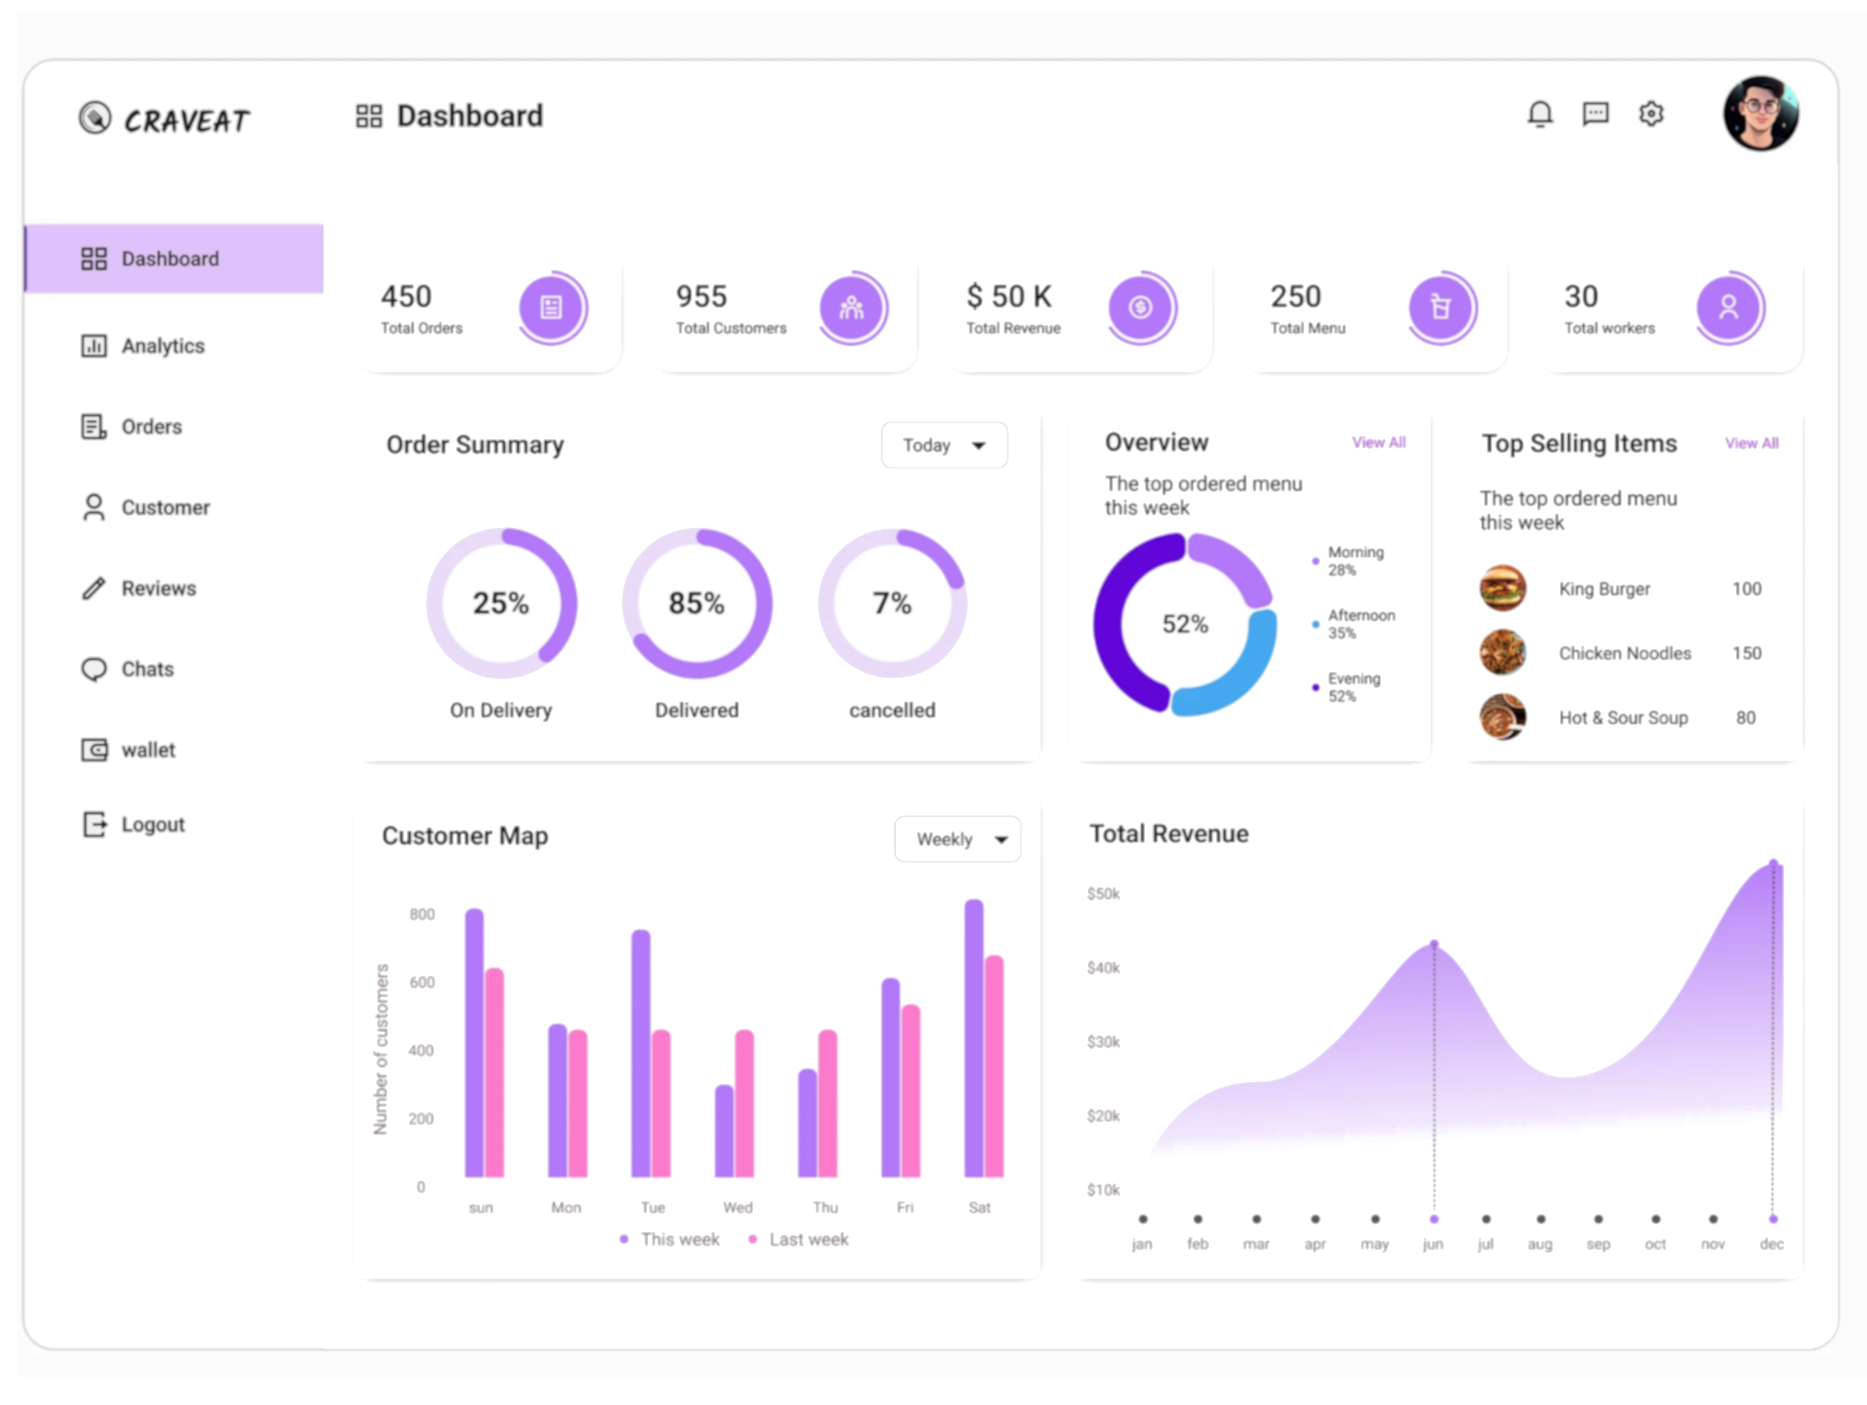 CRAVEAT
Dashboard
Dashboard
Analytics
Orders
Customer
Reviews
Chats
wallet
Logout
450
Total Orders
955
Total Customers
$ 50 K
Total Revenue
250
Total Menu
30
Total workers
Order Summary
Today
25%
On Delivery
85%
Delivered
7%
cancelled
Overview
View All
The top ordered menu
this week
52%
Morning
28%
Afternoon
35%
Evening
52%
Top Selling Items
View All
The top ordered menu
this week
King Burger 100
Chicken Noodles 150
Hot & Sour Soup 80
Customer Map
Weekly
Number of customers
800
600
400
200
0
sun Mon Tue Wed Thu Fri Sat
This week Last week
Total Revenue
$50k
$40k
$30k
$20k
$10k
jan feb mar apr may jun jul aug sep oct nov dec